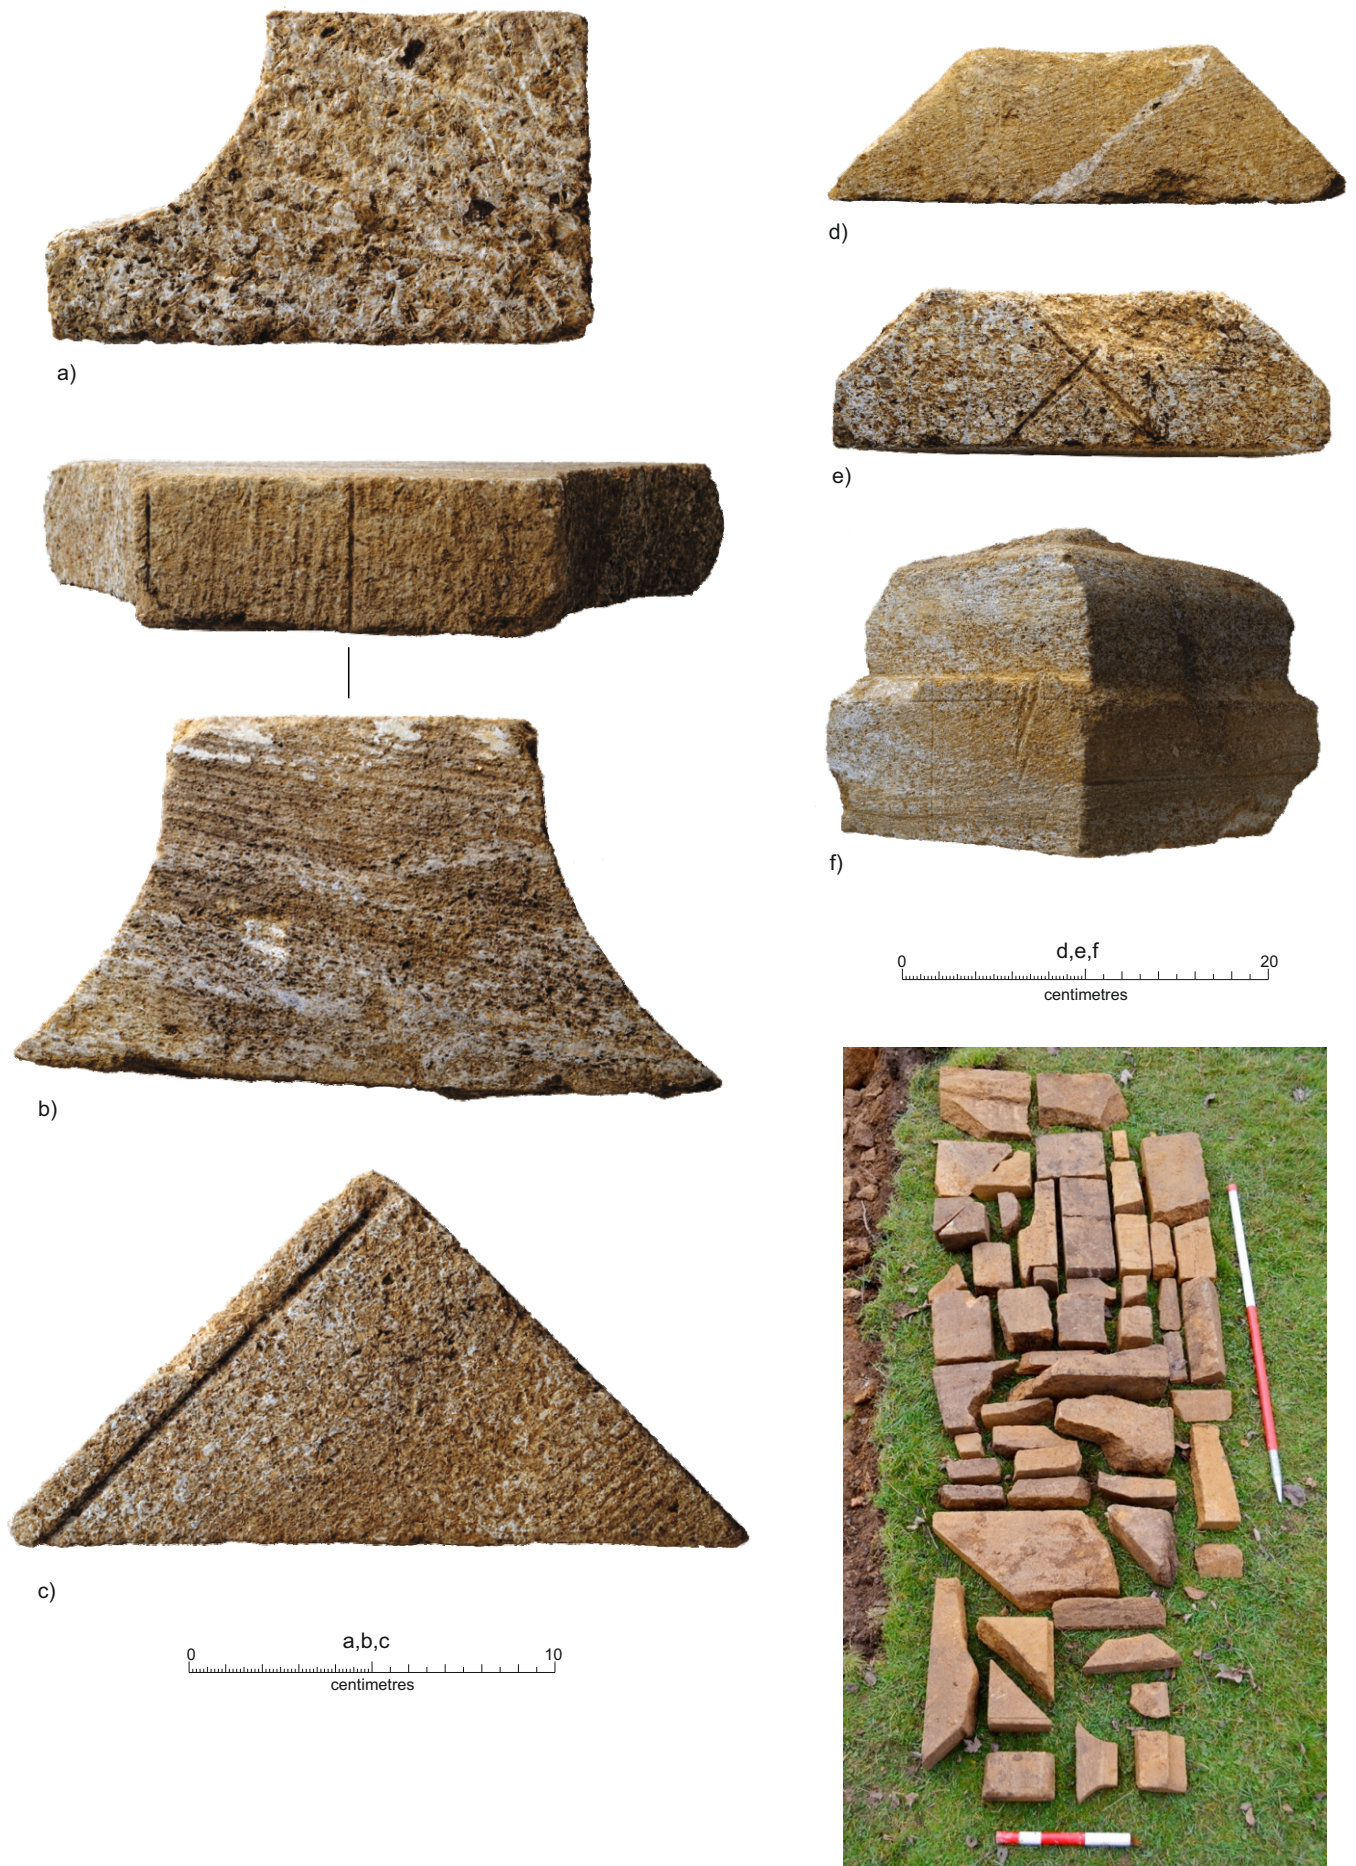 a)
b)
c)
0 a,b,c 10
centimetres
d)
e)
f)
0 d,e,f 20
centimetres